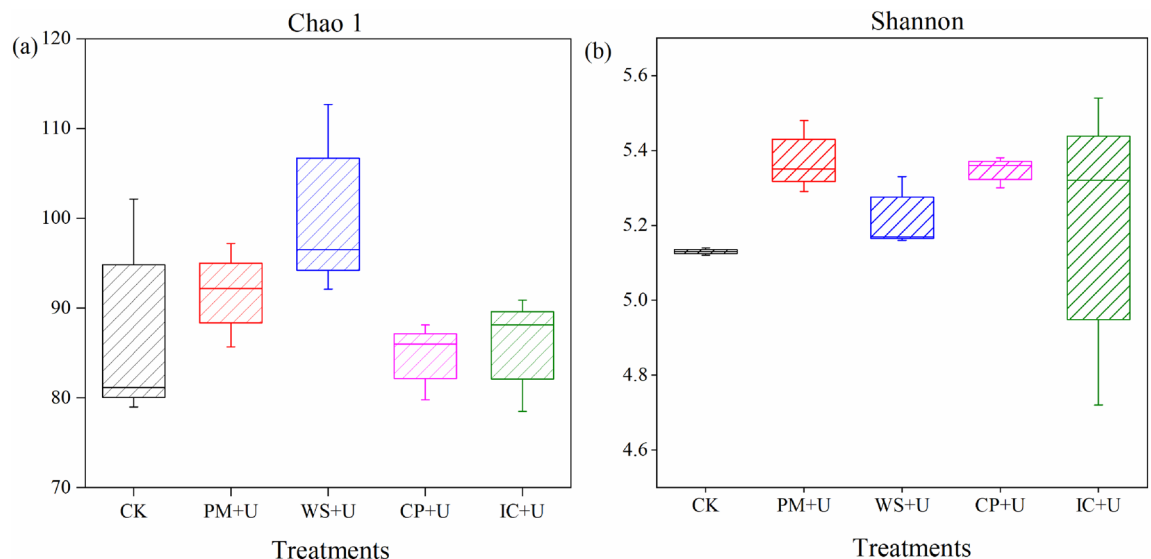 (a)
Chao 1
120
110
100
90
80
70
CK PM+U WS+U CP+U IC+U
Treatments
(b)
Shannon
5.6
5.4
5.2
5.0
4.8
4.6
CK PM+U WS+U CP+U IC+U
Treatments